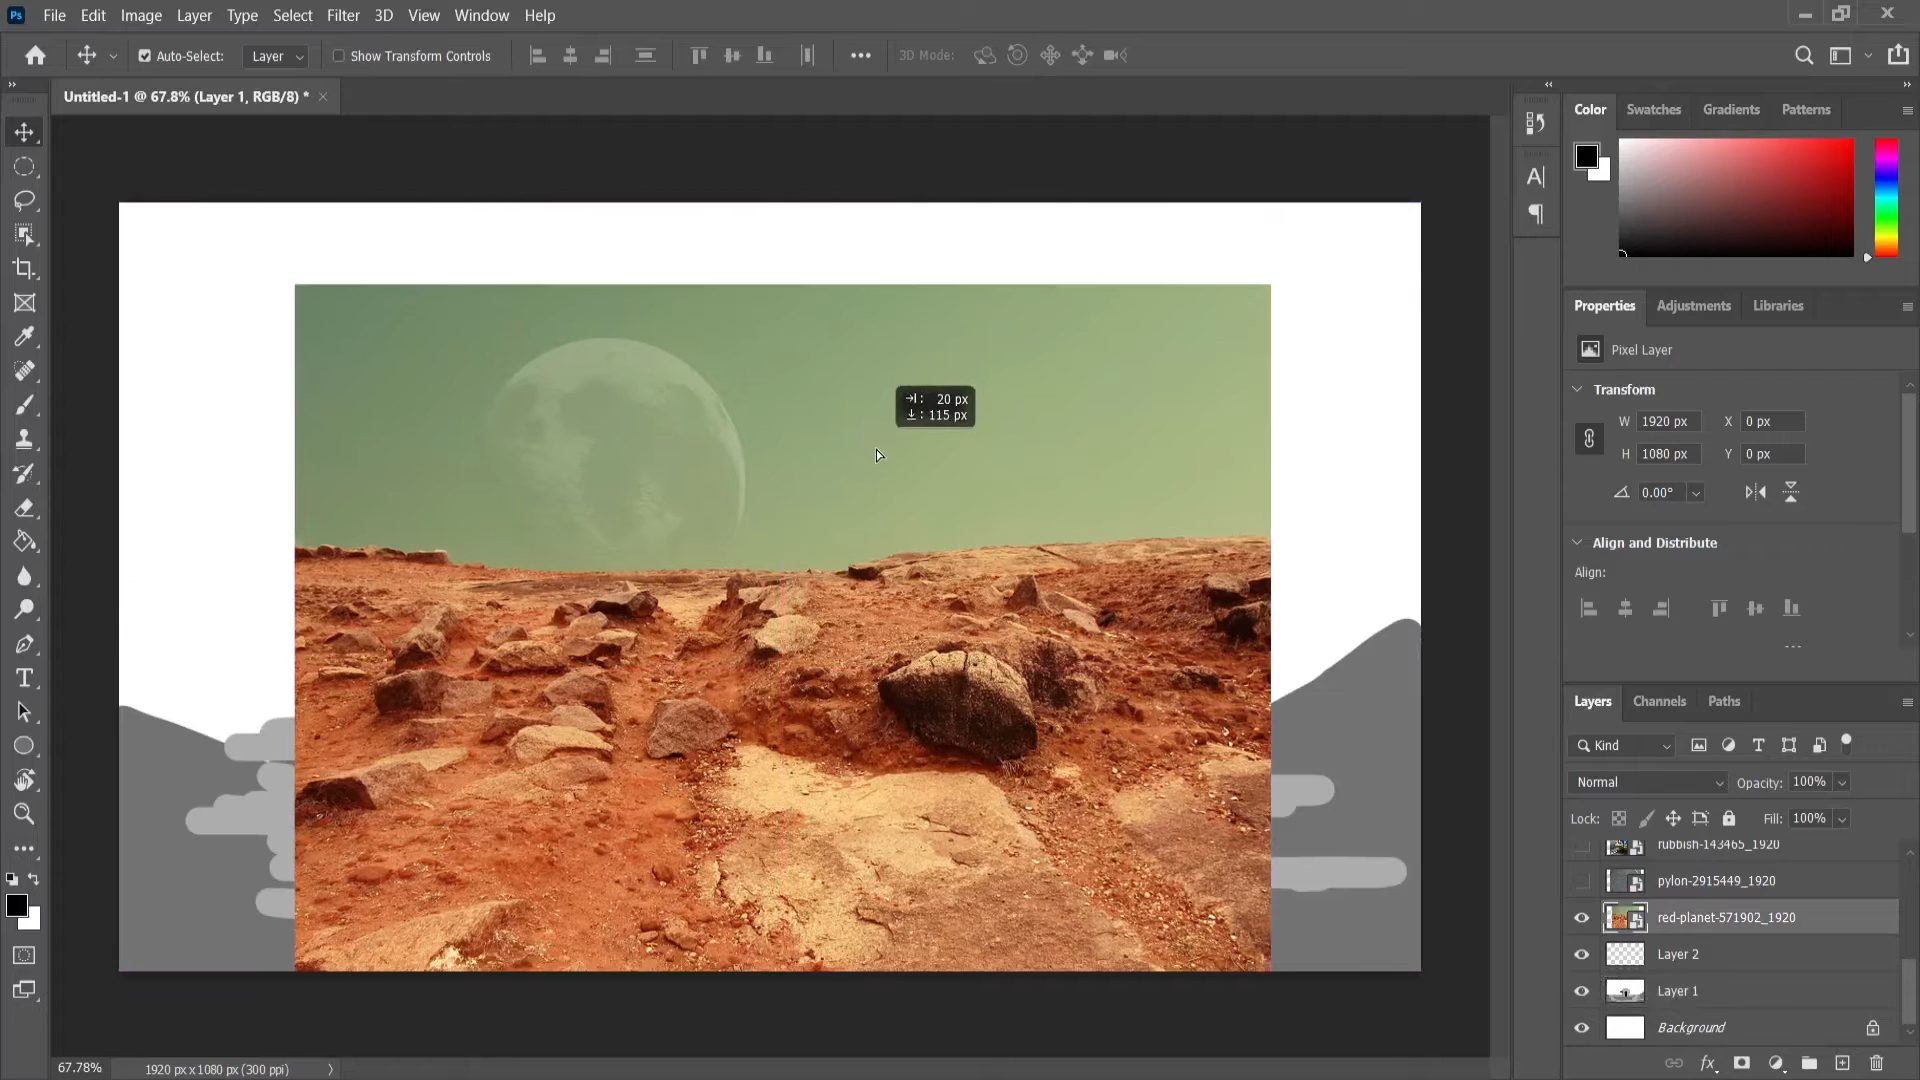 Ps File Edit Image Layer Type Select Filter 3D View Window Help
Auto-Select: Layer Show Transform Controls 3D Mode:
Untitled-1 @ 67.8% (Layer 1, RGB/8) *
Color Swatches Gradients Patterns
Properties Adjustments Libraries
Pixel Layer
Transform
W 1920 px X 0 px
H 1080 px Y 0 px
0.00°
Align and Distribute
Align:
20 px
115 px
Layers Channels Paths
Kind
Normal Opacity: 100%
Lock: Fill: 100%
rubbish-143465_1920
pylon-2915449_1920
red-planet-571902_1920
Layer 2
Layer 1
Background
67.78% 1920 px x 1080 px (300 ppi)